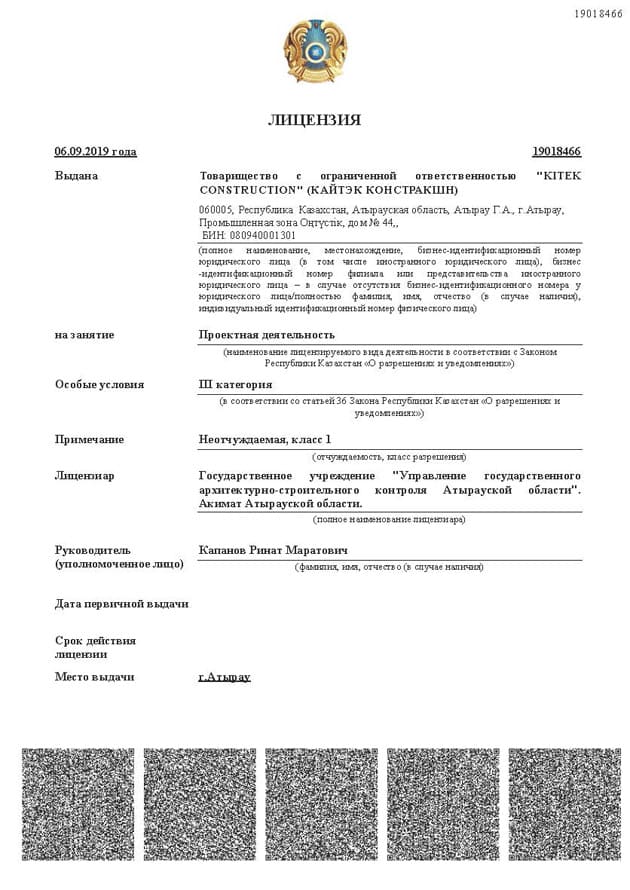 19018466
ЛИЦЕНЗИЯ
06.09.2019 года 19018466
Выдана Товарищество с ограниченной ответственностью "KITEK
CONSTRUCTION" (КАЙТЭК КОНСТРАКШН)
060005, Республика Казахстан, Атырауская область, Атырау Г.А., г.Атырау,
Промышленная зона Оңтүстік, дом № 44,,
БИН: 080940001301
(полное наименование, местонахождение, бизнес-идентификационный номер
юридического лица (в том числе иностранного юридического лица), бизнес
-идентификационный номер филиала или представительства иностранного
юридического лица – в случае отсутствия бизнес-идентификационного номера у
юридического лица/полностью фамилия, имя, отчество (в случае наличия),
индивидуальный идентификационный номер физического лица)
на занятие Проектная деятельность
(наименование лицензируемого вида деятельности в соответствии с Законом
Республики Казахстан «О разрешениях и уведомлениях»)
Особые условия III категория
(в соответствии со статьей 36 Закона Республики Казахстан «О разрешениях и
уведомлениях»)
Примечание Неотчуждаемая, класс 1
(отчуждаемость, класс разрешения)
Лицензиар Государственное учреждение "Управление государственного
архитектурно-строительного контроля Атырауской области".
Акимат Атырауской области.
(полное наименование лицензиара)
Руководитель Капанов Ринат Маратович
(уполномоченное лицо) (фамилия, имя, отчество (в случае наличия)
Дата первичной выдачи
Срок действия
лицензии
Место выдачи г.Атырау